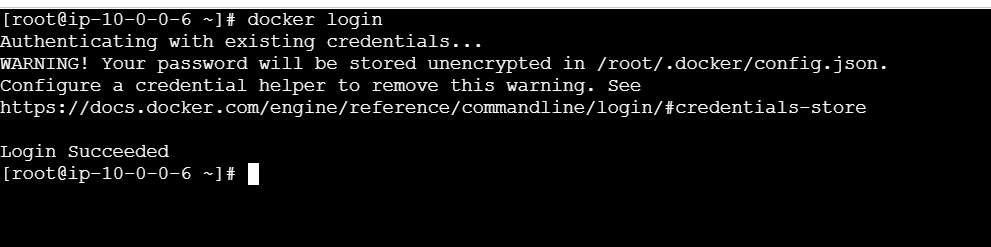 [root@ip-10-0-0-6 ~]# docker login
Authenticating with existing credentials...
WARNING! Your password will be stored unencrypted in /root/.docker/config.json.
Configure a credential helper to remove this warning. See
https://docs.docker.com/engine/reference/commandline/login/#credentials-store
Login Succeeded
[root@ip-10-0-0-6 ~]#